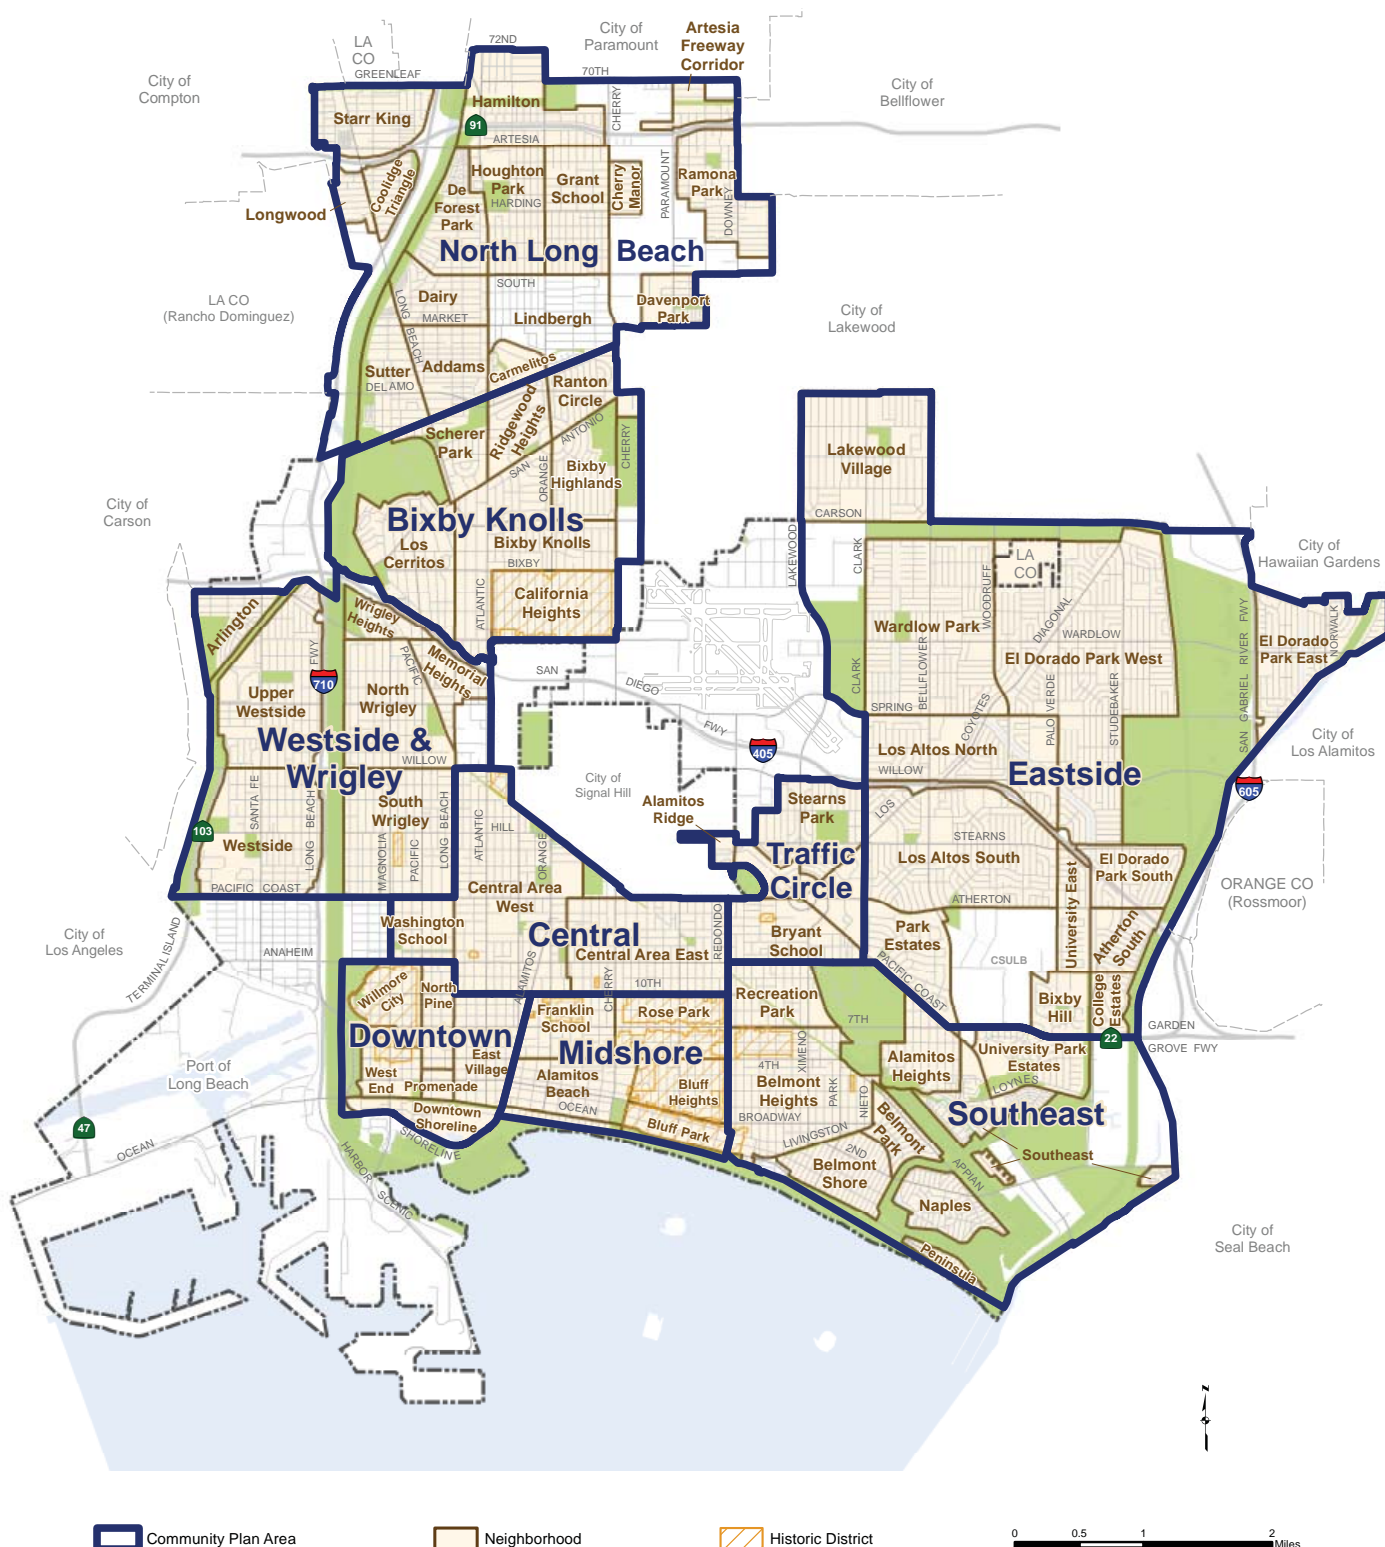 72ND
City of
Paramount
Artesia
Freeway
Corridor
LA
CO
GREENLEAF
70TH
City of
Compton
City of
Bellflower
Starr King
Hamilton
CHERRY
91
ARTESIA
Coolidge
Triangle
Houghton
Park
De
Forest
Park
HARDING
Grant
School
Cherry
Manor
PARAMOUNT
Ramona
Park
DOWNEY
Longwood
North Long Beach
LA CO
(Rancho Dominguez)
SOUTH
LONG BEACH
Dairy
MARKET
Lindbergh
Davenport
Park
City of
Lakewood
Sutter
Addams
DEL AMO
Carmelitos
Ranton
Circle
Ridgewood
Heights
Scherer
Park
SAN ANTONIO
ORANGE
Bixby
Highlands
CHERRY
Lakewood
Village
CARSON
City of
Carson
Bixby Knolls
Los
Cerritos
Bixby Knolls
BIXBY
ATLANTIC
California
Heights
LAKEWOOD
CLARK
WOODRUFF
LA
CO
DIAGONAL
City of
Hawaiian Gardens
Arlington
Wrigley
Heights
PACIFIC
Memorial
Heights
FWY
710
Wardlow Park
WARDLOW
BELLFLOWER
El Dorado Park West
CLARK
SAN GABRIEL RIVER FWY
NORWALK
El Dorado
Park East
SAN DIEGO FWY
Upper
Westside
North
Wrigley
SPRING
COYOTES
PALO VERDE
STUDEBAKER
Westside &
Wrigley
WILLOW
405
Los Altos North
WILLOW
Eastside
City of
Los Alamitos
605
City of
Signal Hill
Alamitos
Ridge
Stearns
Park
LOS
STEARNS
SANTA FE
LONG BEACH
South
Wrigley
MAGNOLIA
PACIFIC
LONG BEACH
ATLANTIC
HILL
ORANGE
103
Westside
PACIFIC COAST
Traffic
Circle
Los Altos South
El Dorado
Park South
University East
ORANGE CO
(Rossmoor)
Central Area
West
ATHERTON
Washington
School
Central
Central Area East
REDONDO
Bryant
School
Park
Estates
Atherton
South
City of
Los Angeles
TERMINAL ISLAND
ANAHEIM
ALAMITOS
CHERRY
10TH
PACIFIC COAST
CSULB
Willmore
City
North
Pine
Franklin
School
Rose Park
Recreation
Park
7TH
Bixby
Hill
College
Estates
GARDEN
GROVE FWY
22
Downtown
Midshore
East
Village
West
End
Promenade
Alamitos
Beach
OCEAN
Bluff
Heights
Bluff Park
4TH
XIMENO
Belmont
Heights
PARK
NIETO
BROADWAY
Alamitos
Heights
University Park
Estates
LOYNES
Downtown
Shoreline
SHORELINE
Port of
Long Beach
47
OCEAN
HARBOR SCENIC
LIVINGSTON
2ND
Belmont
Park
Southeast
Southeast
APPIAN
Belmont
Shore
Naples
Peninsula
City of
Seal Beach
N
Community Plan Area
Neighborhood
Historic District
0 0.5 1 2
Miles